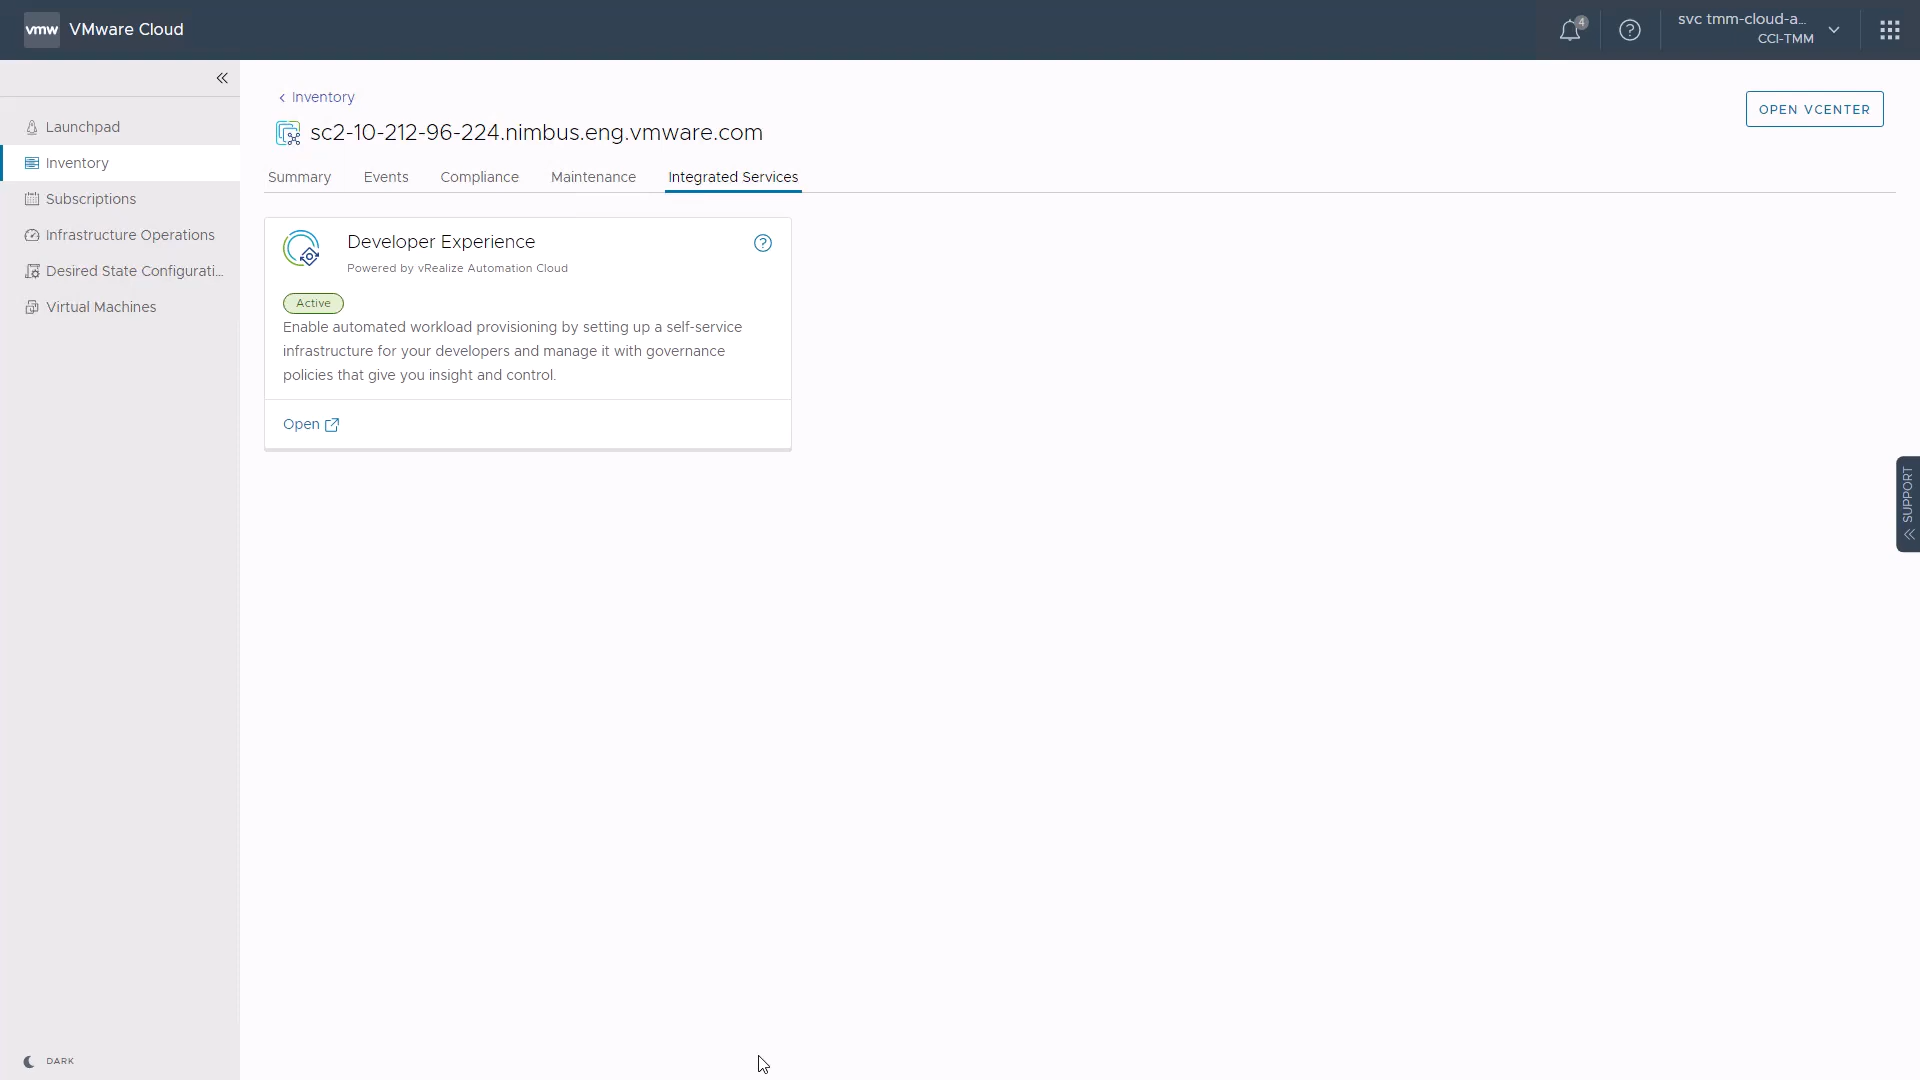 vmw VMware Cloud
4
svc tmm-cloud-a...
CCI-TMM
Launchpad
Inventory
Subscriptions
Infrastructure Operations
Desired State Configurati...
Virtual Machines
DARK
Inventory
sc2-10-212-96-224.nimbus.eng.vmware.com
OPEN VCENTER
Summary Events Compliance Maintenance Integrated Services
Developer Experience
Powered by vRealize Automation Cloud
Active
Enable automated workload provisioning by setting up a self-service
infrastructure for your developers and manage it with governance
policies that give you insight and control.
Open
SUPPORT